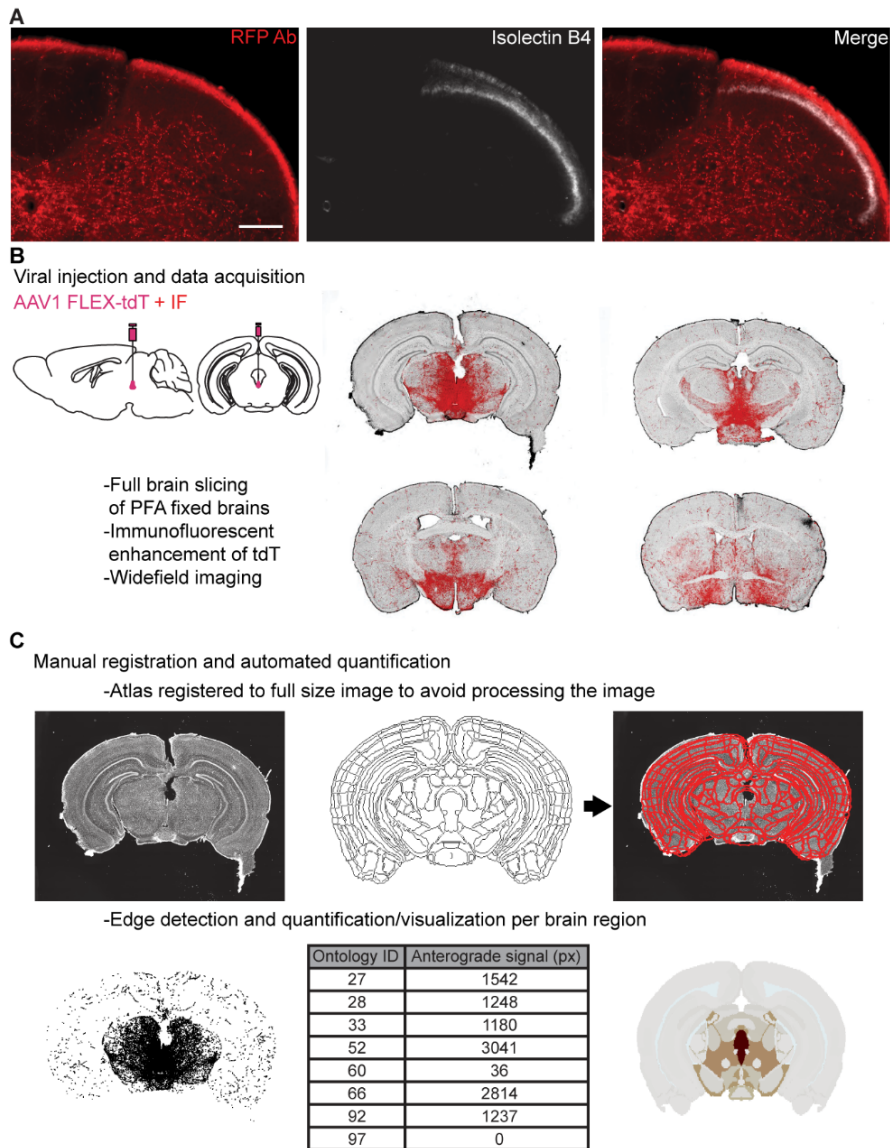 A
RFP Ab
Isolectin B4
Merge
B
Viral injection and data acquisition
AAV1 FLEX-tdT + IF
-Full brain slicing
of PFA fixed brains
-Immunofluorescent
enhancement of tdT
-Widefield imaging
C
Manual registration and automated quantification
-Atlas registered to full size image to avoid processing the image
-Edge detection and quantification/visualization per brain region
Ontology ID Anterograde signal (px)
27 1542
28 1248
33 1180
52 3041
60 36
66 2814
92 1237
97 0